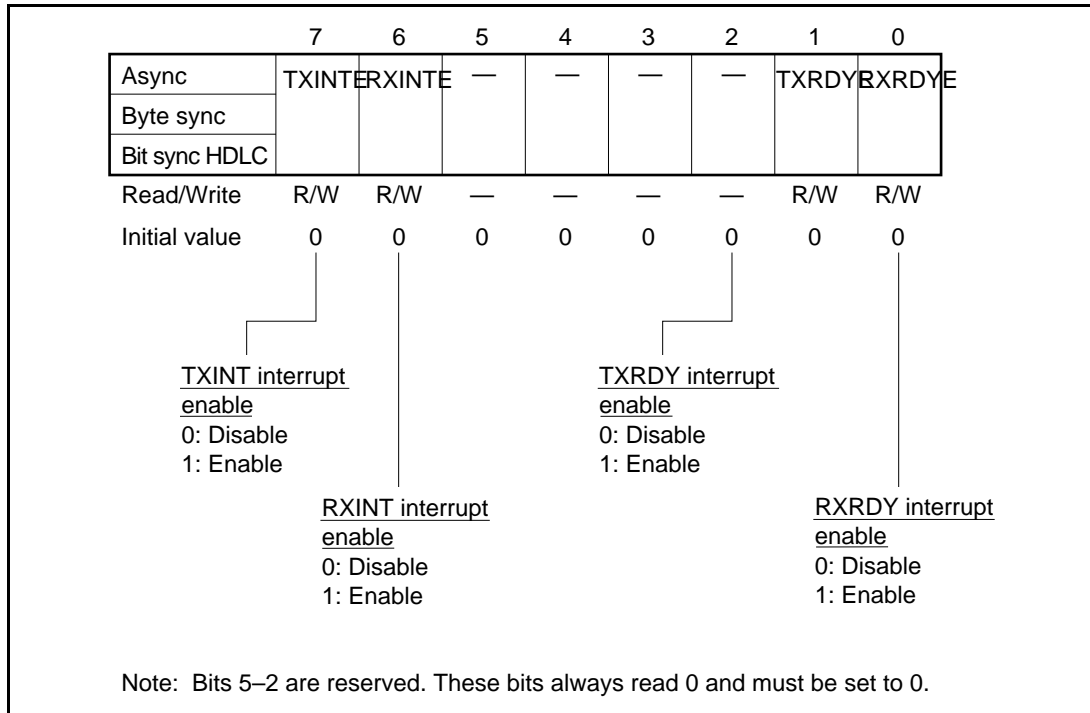 7 6 5 4 3 2 1 0
Async TXINTE RXINTE — — — — TXRDYE RXRDYE
Byte sync
Bit sync HDLC
Read/Write R/W R/W — — — — R/W R/W
Initial value 0 0 0 0 0 0 0 0
TXINT interrupt
enable
0: Disable
1: Enable
TXRDY interrupt
enable
0: Disable
1: Enable
RXINT interrupt
enable
0: Disable
1: Enable
RXRDY interrupt
enable
0: Disable
1: Enable
Note: Bits 5–2 are reserved. These bits always read 0 and must be set to 0.